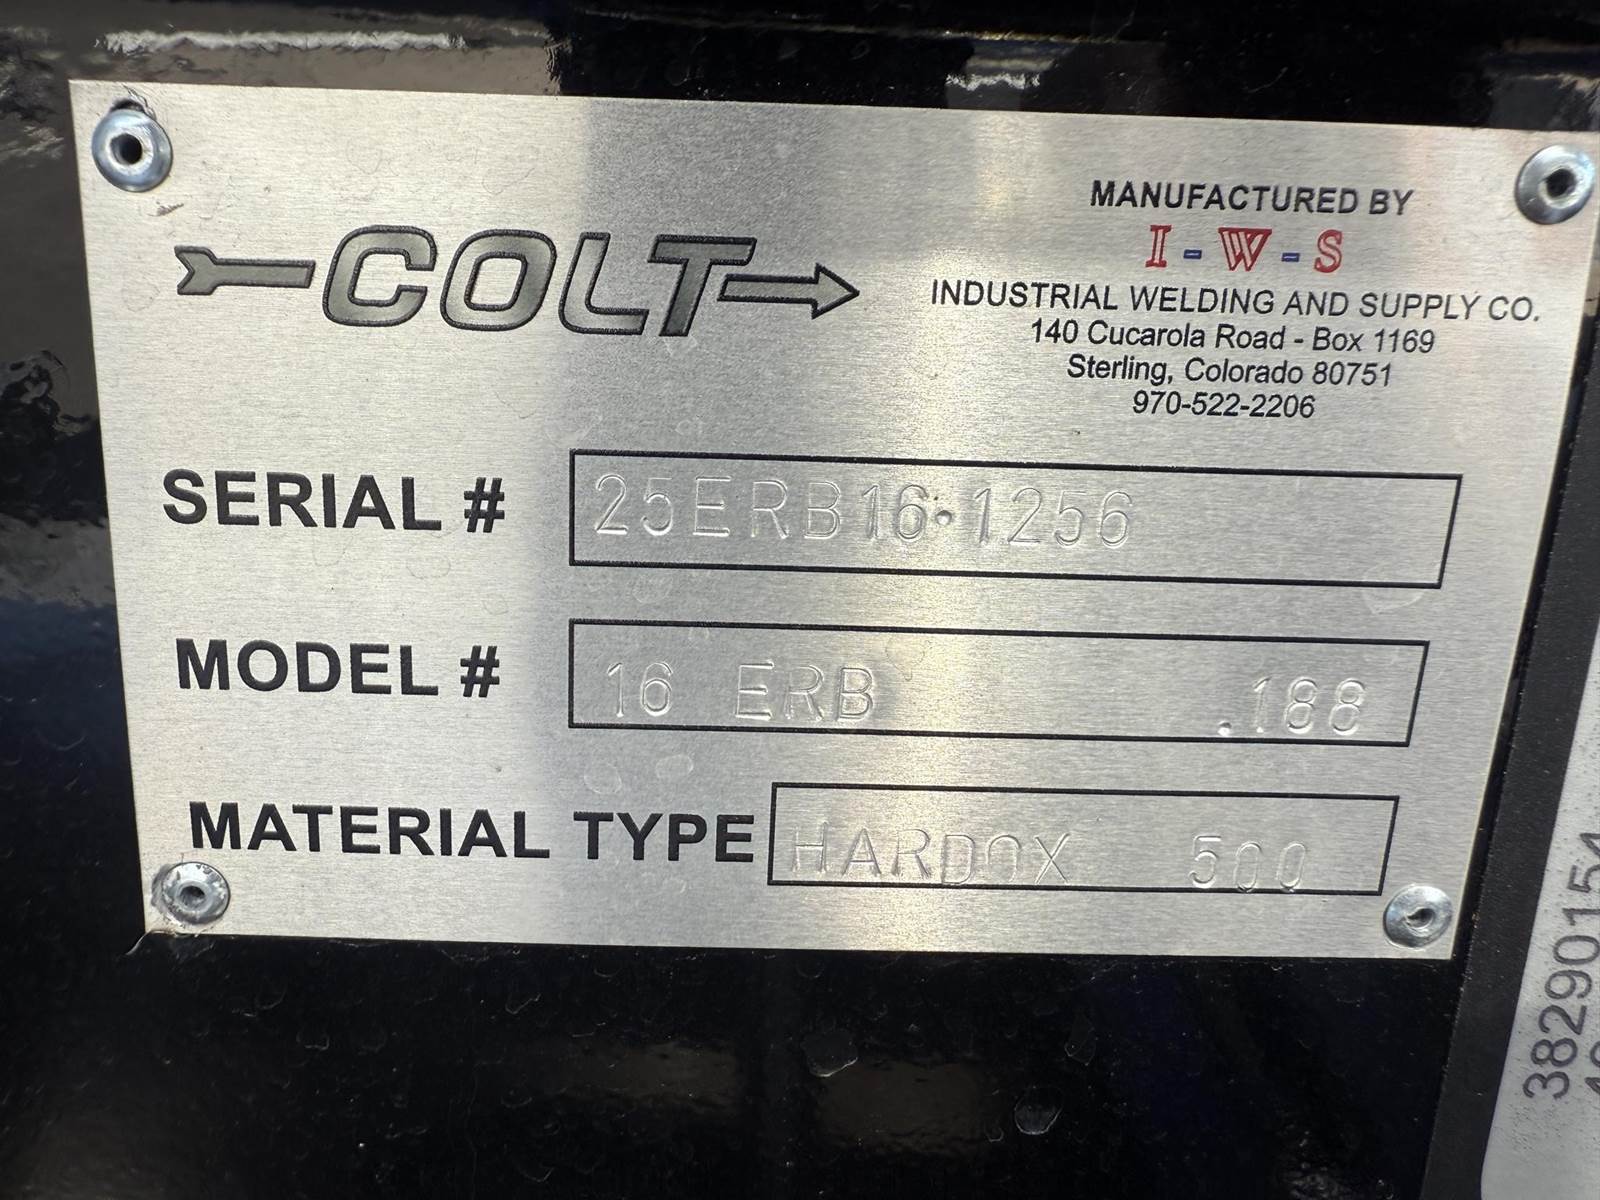 COLT
MANUFACTURED BY
I-W-S
INDUSTRIAL WELDING AND SUPPLY CO.
140 Cucarola Road - Box 1169
Sterling, Colorado 80751
970-522-2206
SERIAL # 25ERB16·1256
MODEL # 16 ERB .188
MATERIAL TYPE HARDOX 500
38290154